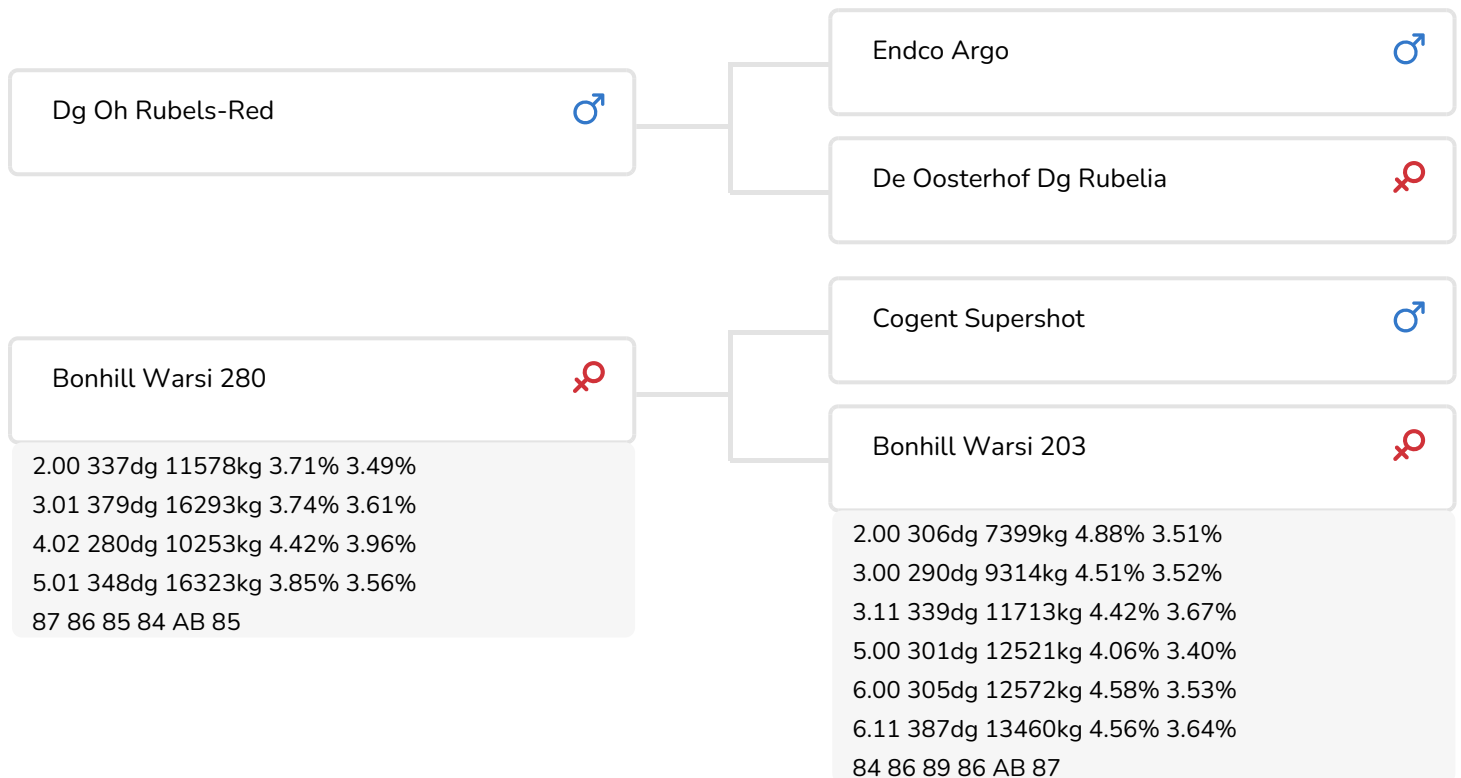 Dg Oh Rubels-Red
Endco Argo
De Oosterhof Dg Rubelia
Bonhill Warsi 280
2.00 337dg 11578kg 3.71% 3.49%
3.01 379dg 16293kg 3.74% 3.61%
4.02 280dg 10253kg 4.42% 3.96%
5.01 348dg 16323kg 3.85% 3.56%
87 86 85 84 AB 85
Cogent Supershot
Bonhill Warsi 203
2.00 306dg 7399kg 4.88% 3.51%
3.00 290dg 9314kg 4.51% 3.52%
3.11 339dg 11713kg 4.42% 3.67%
5.00 301dg 12521kg 4.06% 3.40%
6.00 305dg 12572kg 4.58% 3.53%
6.11 387dg 13460kg 4.56% 3.64%
84 86 89 86 AB 87